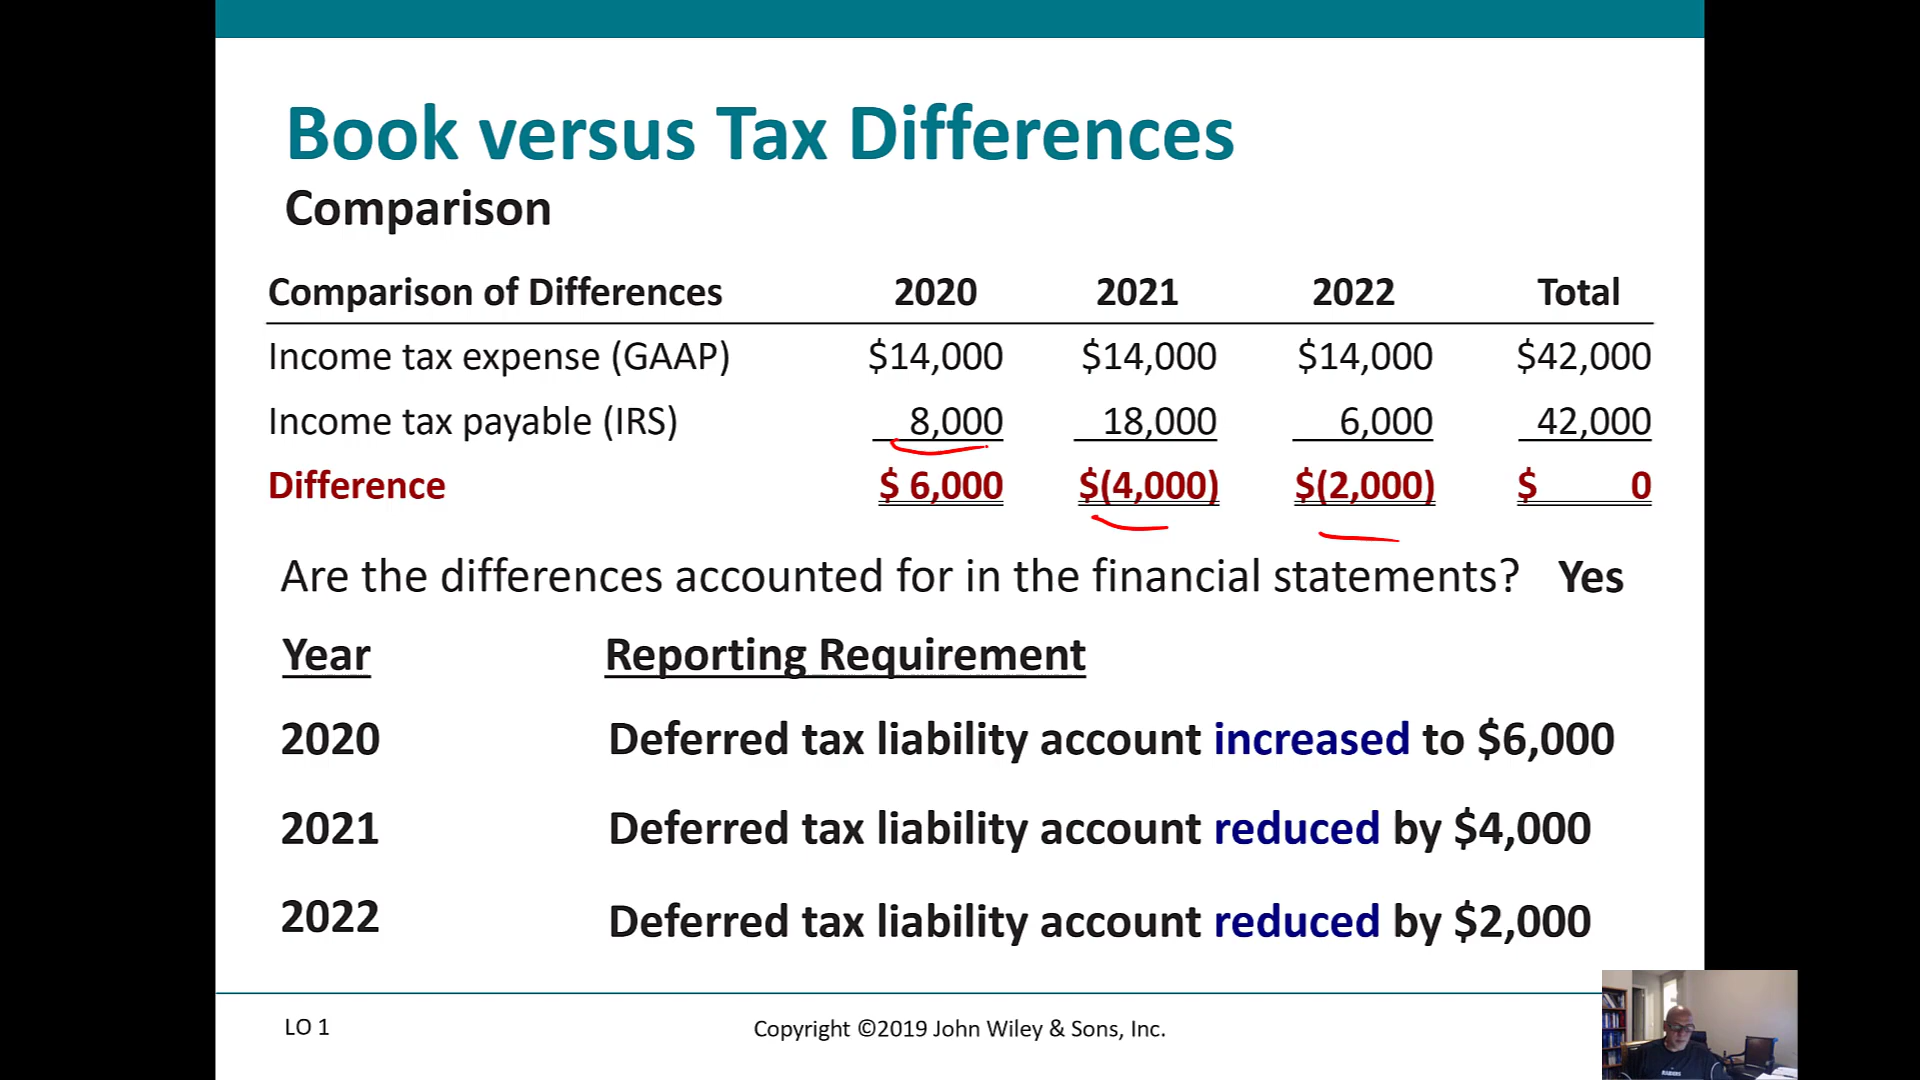 Book versus Tax Differences
Comparison
Comparison of Differences 2020 2021 2022 Total
Income tax expense (GAAP) $14,000 $14,000 $14,000 $42,000
Income tax payable (IRS) 8,000 18,000 6,000 42,000
Difference $ 6,000 $(4,000) $(2,000) $ 0
Are the differences accounted for in the financial statements? Yes
Year Reporting Requirement
2020 Deferred tax liability account increased to $6,000
2021 Deferred tax liability account reduced by $4,000
2022 Deferred tax liability account reduced by $2,000
LO 1 Copyright ©2019 John Wiley & Sons, Inc.